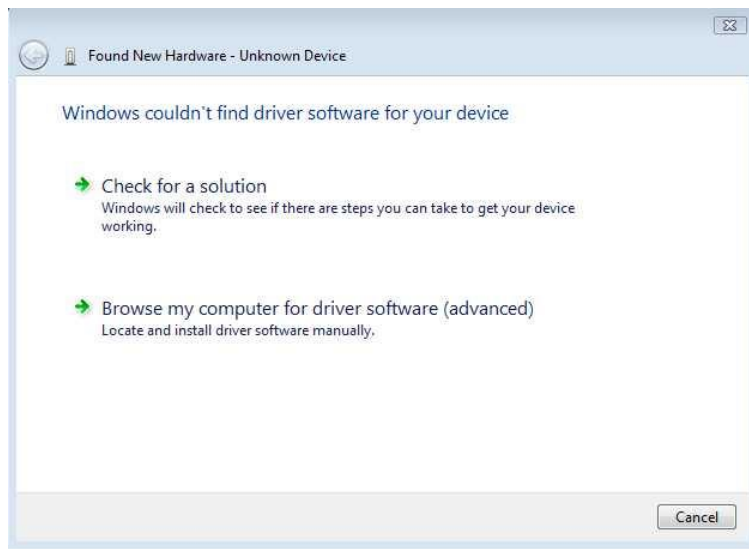 Found New Hardware - Unknown Device
Windows couldn't find driver software for your device
Check for a solution
Windows will check to see if there are steps you can take to get your device
working.
Browse my computer for driver software (advanced)
Locate and install driver software manually.
Cancel